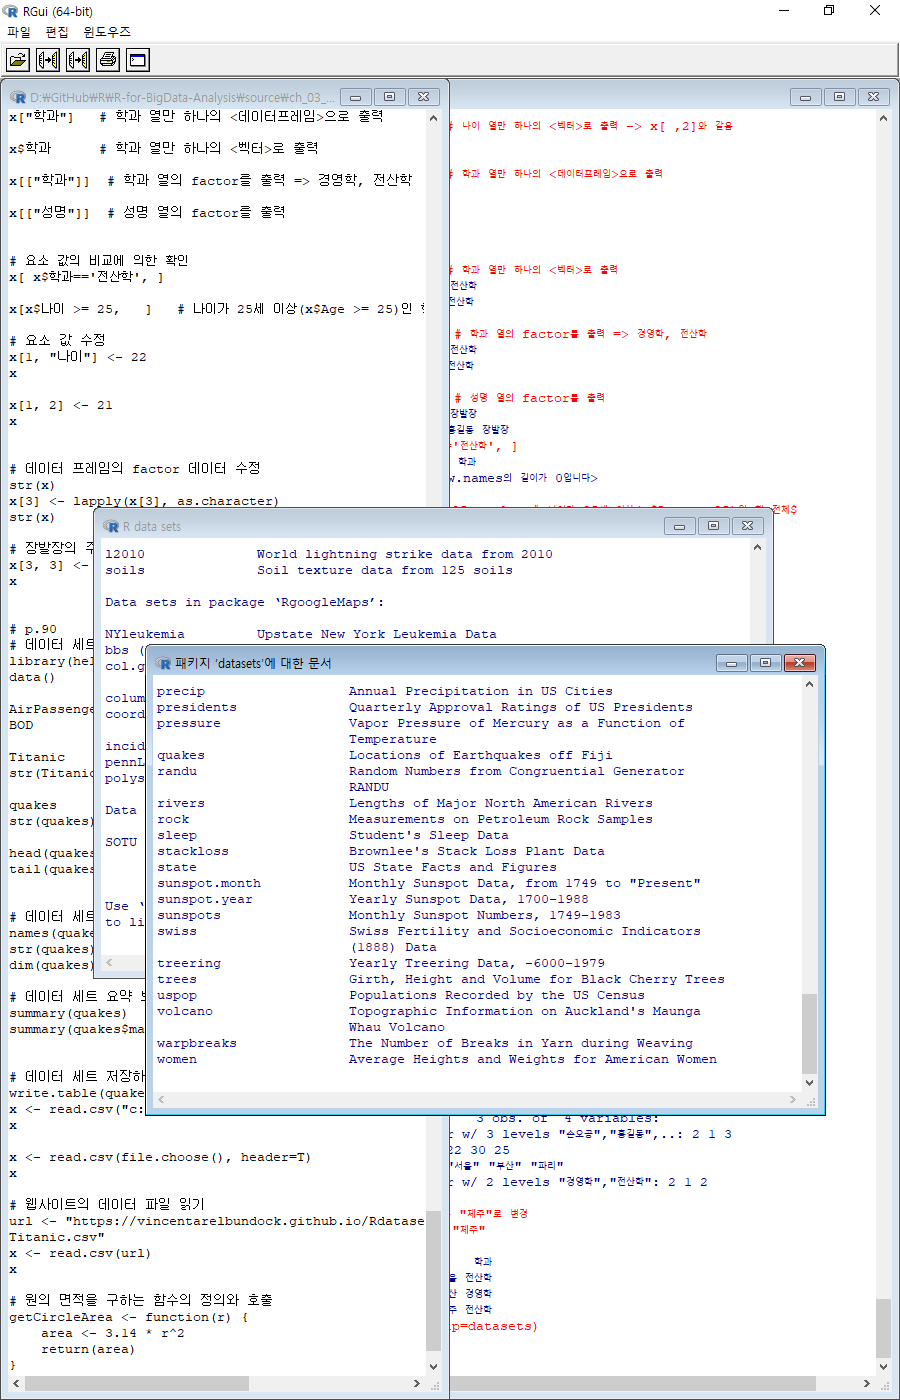 RGui (64-bit)
파일 편집 윈도우즈
D:₩GitHub₩R₩R-for-BigData-Analysis₩source₩ch_03_...
x["학과"]   # 학과 열만 하나의 <데이터프레임>으로 출력
x$학과      # 학과 열만 하나의 <벡터>로 출력
x[["학과"]]  # 학과 열의 factor를 출력 => 경영학, 전산학
x[["성명"]]  # 성명 열의 factor를 출력
# 요소 값의 비교에 의한 확인
x[ x$학과=='전산학', ]
x[x$나이 >= 25,   ]   # 나이가 25세 이상(x$Age >= 25)인
# 요소 값 수정
x[1, "나이"] <- 22
x
x[1, 2] <- 21
x
# 데이터 프레임의 factor 데이터 수정
str(x)
x[3] <- lapply(x[3], as.character)
str(x)
# 장발장의
x[3, 3] <-
x
# p.90
# 데이터 세트
library(hel
data()
AirPassenge
BOD
Titanic
str(Titanic
quakes
str(quakes)
head(quakes
tail(quakes
# 데이터 세트
names(quake
str(quakes)
dim(quakes)
# 데이터 세트 요약
summary(quakes)
summary(quakes$ma
# 데이터 세트 저장하
write.table(quake
x <- read.csv("c:
x
x <- read.csv(file.choose(), header=T)
x
# 웹사이트의 데이터 파일 읽기
url <- "https://vincentarelbundock.github.io/Rdatase
Titanic.csv"
x <- read.csv(url)
x
# 원의 면적을 구하는 함수의 정의와 호출
getCircleArea <- function(r) {
    area <- 3.14 * r^2
    return(area)
}
# 나이 열만 하나의 <벡터>로 출력 -> x[ ,2]와 같음
# 학과 열만 하나의 <데이터프레임>으로 출력
# 학과 열만 하나의 <벡터>로 출력
전산학
전산학
# 학과 열의 factor를 출력 => 경영학, 전산학
전산학
전산학
# 성명 열의 factor를 출력
장발장
홍길동 장발장
='전산학', ]
학과
w.names의 길이가 0입니다>
전체$
R data sets
l2010              World lightning strike data from 2010
soils              Soil texture data from 125 soils
Data sets in package ‘RgoogleMaps’:
NYleukemia         Upstate New York Leukemia Data
bbs (
col.g
colum
coord
incid
pennL
polys
Data
SOTU
Use ‘
to li
패키지 'datasets'에 대한 문서
precip                  Annual Precipitation in US Cities
presidents              Quarterly Approval Ratings of US Presidents
pressure                Vapor Pressure of Mercury as a Function of
Temperature
quakes                  Locations of Earthquakes off Fiji
randu                   Random Numbers from Congruential Generator
RANDU
rivers                  Lengths of Major North American Rivers
rock                    Measurements on Petroleum Rock Samples
sleep                   Student's Sleep Data
stackloss               Brownlee's Stack Loss Plant Data
state                   US State Facts and Figures
sunspot.month           Monthly Sunspot Data, from 1749 to "Present"
sunspot.year            Yearly Sunspot Data, 1700-1988
sunspots                Monthly Sunspot Numbers, 1749-1983
swiss                   Swiss Fertility and Socioeconomic Indicators
(1888) Data
treering                Yearly Treering Data, -6000-1979
trees                   Girth, Height and Volume for Black Cherry Trees
uspop                   Populations Recorded by the US Census
volcano                 Topographic Information on Auckland's Maunga
Whau Volcano
warpbreaks              The Number of Breaks in Yarn during Weaving
women                   Average Heights and Weights for American Women
3 obs. of  4 variables:
r w/ 3 levels "손오공","홍길동",..: 2 1 3
22 30 25
"서울" "부산" "파리"
r w/ 2 levels "경영학","전산학": 2 1 2
"제주"로 변경
"제주"
학과
울 전산학
산 경영학
주 전산학
lp=datasets)